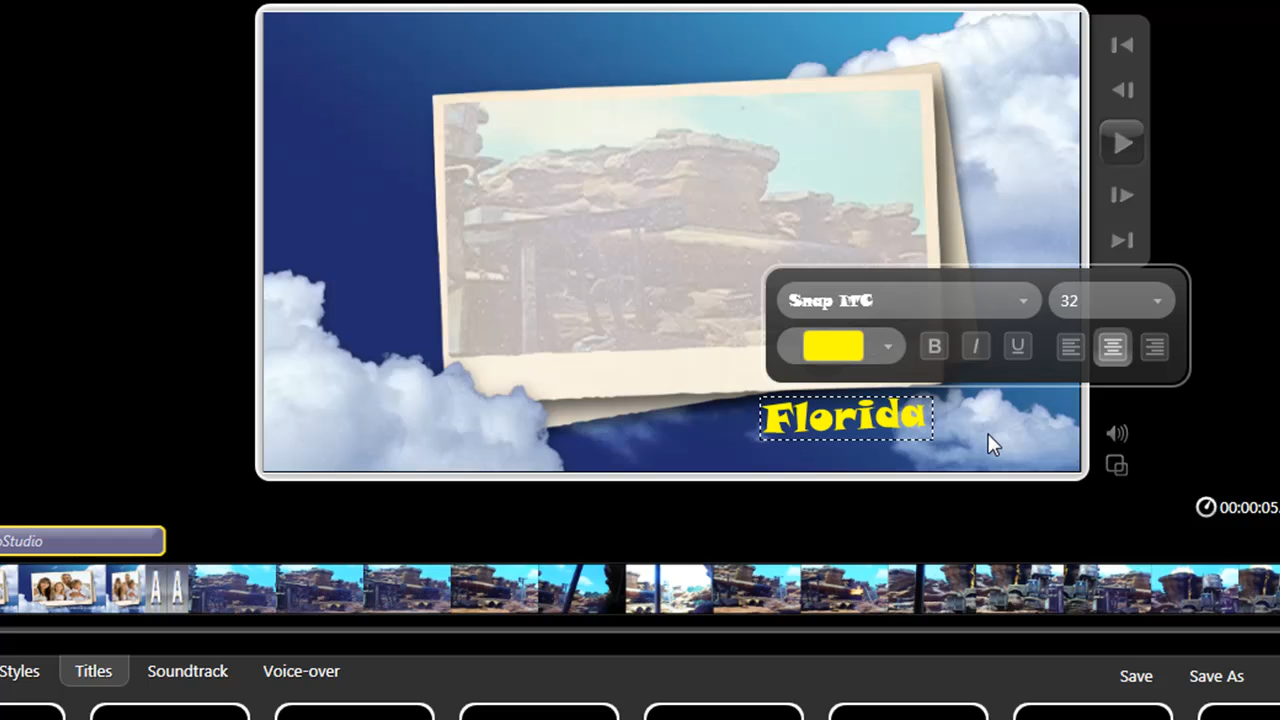 Snap ITC
32
B I U
Florida
00:00:05.
oStudio
A A
Styles Titles Soundtrack Voice-over
Save Save As